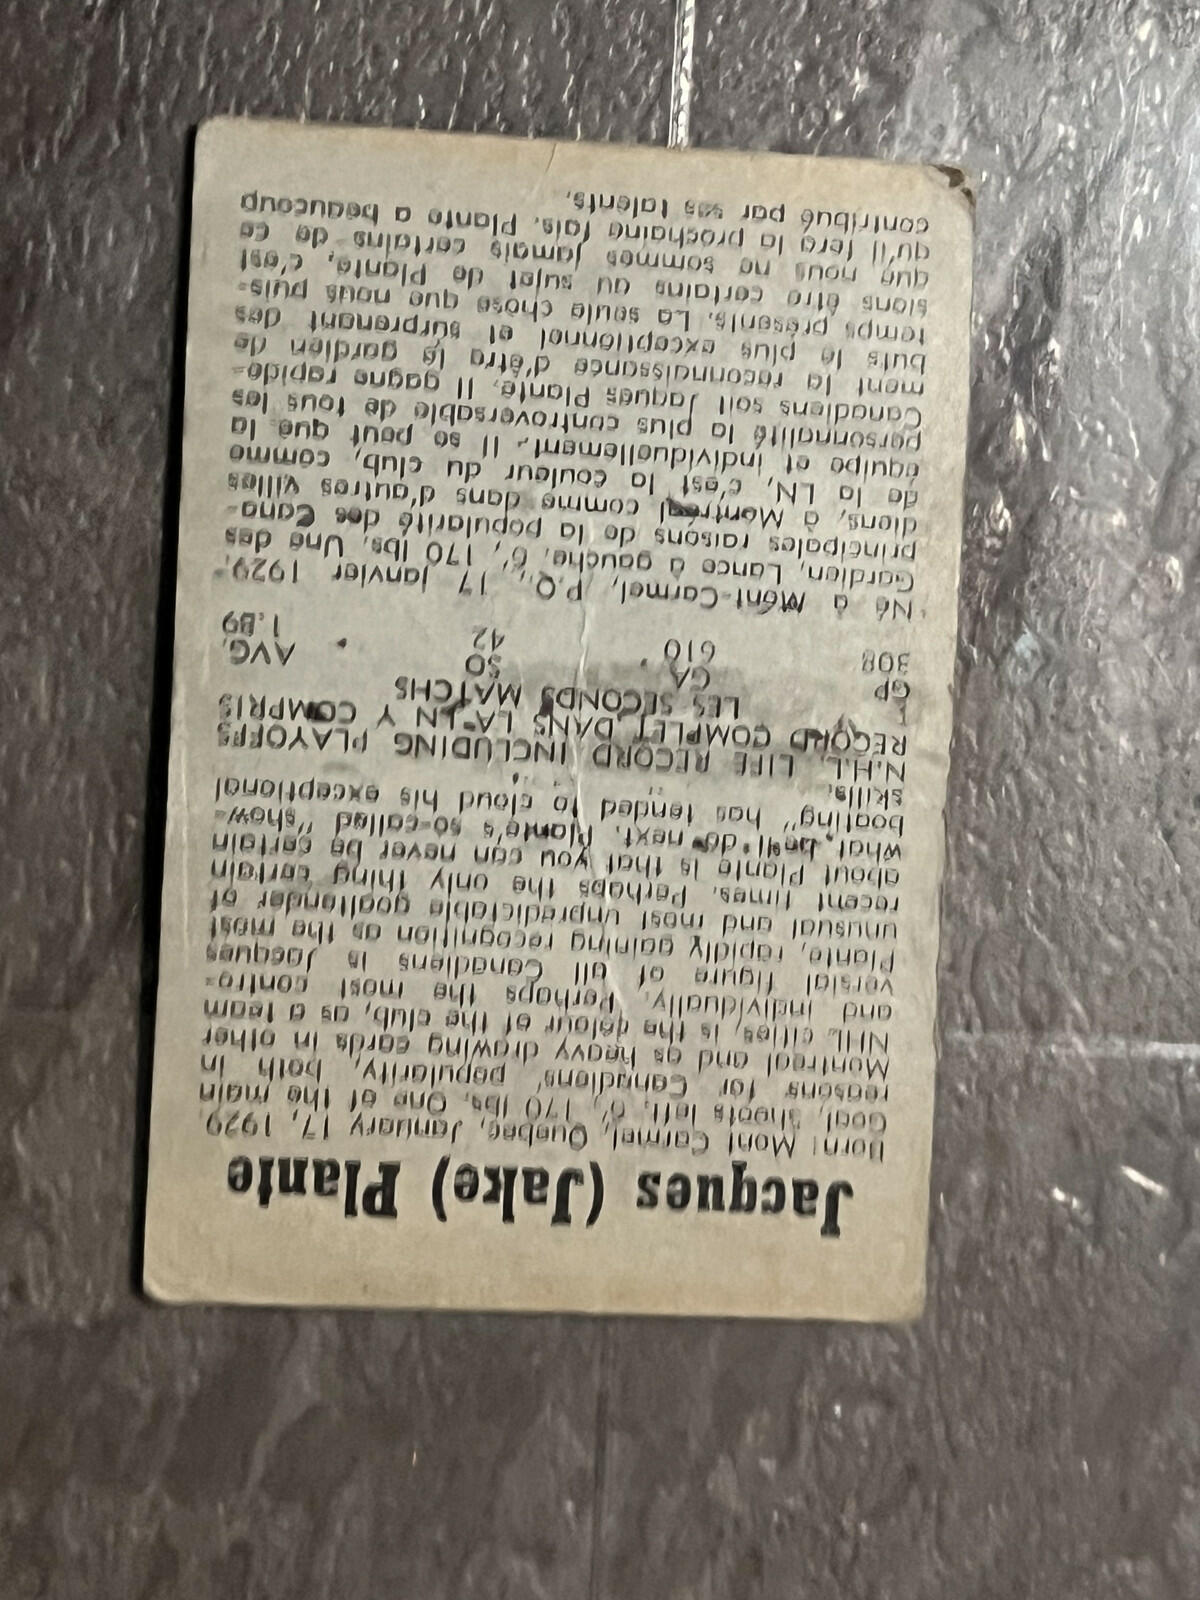 Jacques (Jake) Plante
Born: Mont Carmel, Quebec, January 17, 1929.
Goal, Shoots left, 6', 170 lbs. One of the main
reasons for Canadiens' popularity, both in
Montreal and as heavy drawing cards in other
NHL cities, is the colour of the club, as a team
and individually. Perhaps the most contro-
versial figure of all Canadiens is Jacques
Plante, rapidly gaining recognition as the most
unusual and most unpredictable goaltender of
recent times. Perhaps the only thing certain
about Plante is that you can never be certain
what he'll do next. Plante's so-called "show-
boating" has tended to cloud his exceptional
skills.
N.H.L. LIFE RECORD INCLUDING PLAYOFFS
RECORD COMPLET DANS LA LN Y COMPRIS
LES SECONDS MATCHS
GP GA SO AVG.
308 610 42 1.89
Né à Mont-Carmel, P.Q., 17 janvier 1929.
Gardien, Lance à gauche, 6', 170 lbs. Une des
principales raisons de la popularité des Cana-
diens, à Montréal comme dans d'autres villes
de la LN, c'est la couleur du club, comme
équipe et individuellement. Il se peut que la
personnalité la plus controversable de tous les
Canadiens soit Jaques Plante. Il gagne rapide-
ment la reconnaissance d'être le gardien de
buts le plus exceptionnel et surprenant des
temps présents. La seule chose que nous puis-
sions être certains au sujet de Plante, c'est
que nous ne sommes jamais certains de ce
qu'il fera la prochaine fais. Plante a beaucoup
contribué par ses talents.